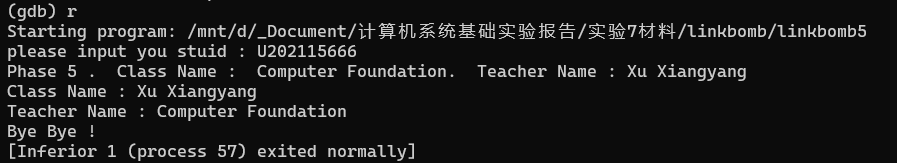 (gdb) r
Starting program: /mnt/d/_Document/计算机系统基础实验报告/实验7材料/linkbomb/linkbomb5
please input you stuid : U202115666
Phase 5 .  Class Name :  Computer Foundation.  Teacher Name : Xu Xiangyang
Class Name : Xu Xiangyang
Teacher Name : Computer Foundation
Bye Bye !
[Inferior 1 (process 57) exited normally]